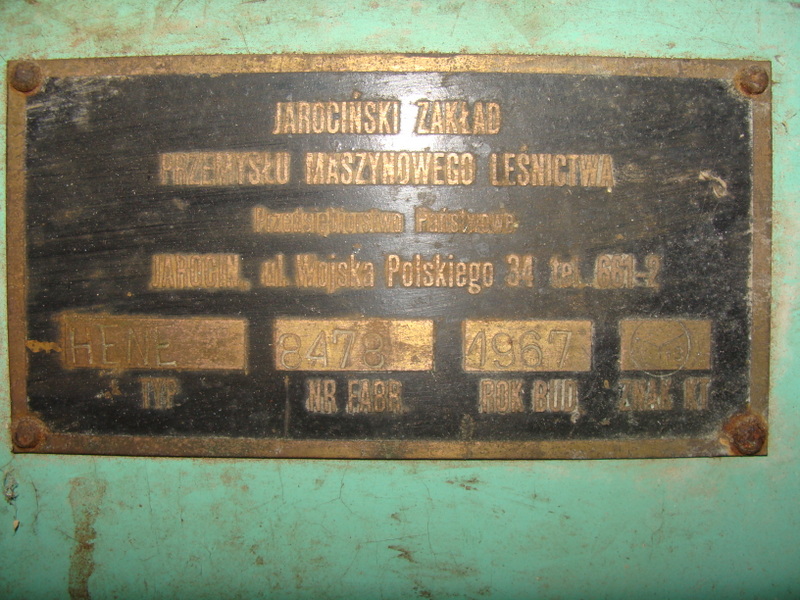 JAROCIŃSKI ZAKŁAD
PRZEMYSŁU MASZYNOWEGO LEŚNICTWA
Przedsiębiorstwo Państwowe
JAROCIN, ul. Wojska Polskiego 34 tel.
HENE 8478 1967
TYP NR FABR. ROK BUD. ZNAK KT